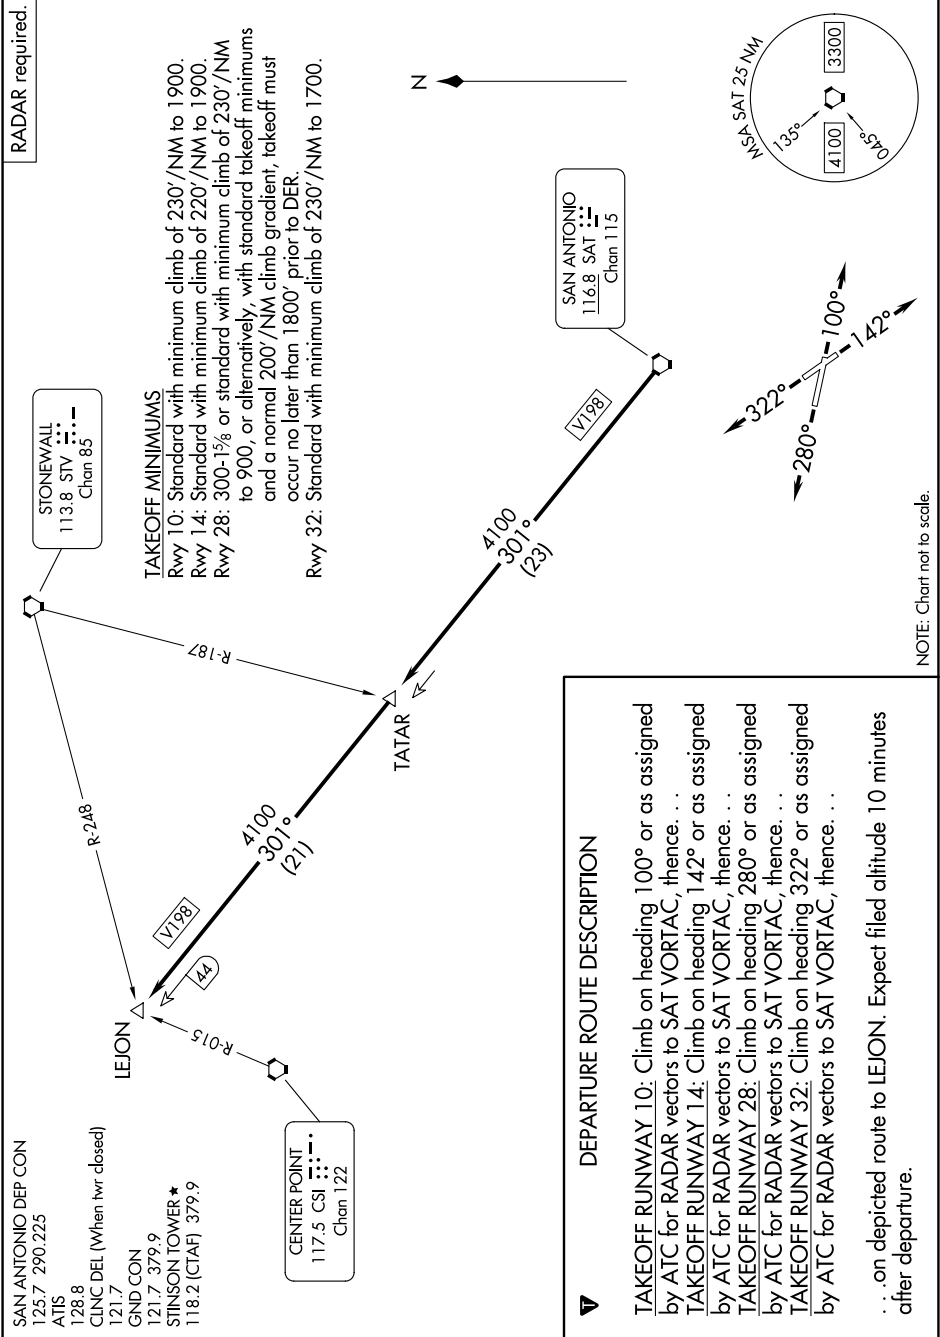 RADAR required.
SAN ANTONIO DEP CON
125.7 290.225
ATIS
128.8
CLNC DEL (When twr closed)
121.7
GND CON
121.7 379.9
STINSON TOWER★
118.2 (CTAF) 379.9
STONEWALL
113.8 STV
Chan 85
TAKEOFF MINIMUMS
Rwy 10: Standard with minimum climb of 230'/NM to 1900.
Rwy 14: Standard with minimum climb of 220'/NM to 1900.
Rwy 28: 300-1⅝ or standard with minimum climb of 230'/NM
to 900, or alternatively, with standard takeoff minimums
and a normal 200'/NM climb gradient, takeoff must
occur no later than 1800' prior to DER.
Rwy 32: Standard with minimum climb of 230'/NM to 1700.
R-248
R-187
LEJON
V198
44
R-015
4100
301°
(21)
CENTER POINT
117.5 CSI
Chan 122
TATAR
4100
301°
(23)
V198
N
SAN ANTONIO
116.8 SAT
Chan 115
MSA SAT 25 NM
135°
045°
4100
3300
322°
100°
280°
142°
NOTE: Chart not to scale.
T
DEPARTURE ROUTE DESCRIPTION
TAKEOFF RUNWAY 10: Climb on heading 100° or as assigned
by ATC for RADAR vectors to SAT VORTAC, thence. . .
TAKEOFF RUNWAY 14: Climb on heading 142° or as assigned
by ATC for RADAR vectors to SAT VORTAC, thence. . .
TAKEOFF RUNWAY 28: Climb on heading 280° or as assigned
by ATC for RADAR vectors to SAT VORTAC, thence. . .
TAKEOFF RUNWAY 32: Climb on heading 322° or as assigned
by ATC for RADAR vectors to SAT VORTAC, thence. . .
. . .on depicted route to LEJON. Expect filed altitude 10 minutes
after departure.